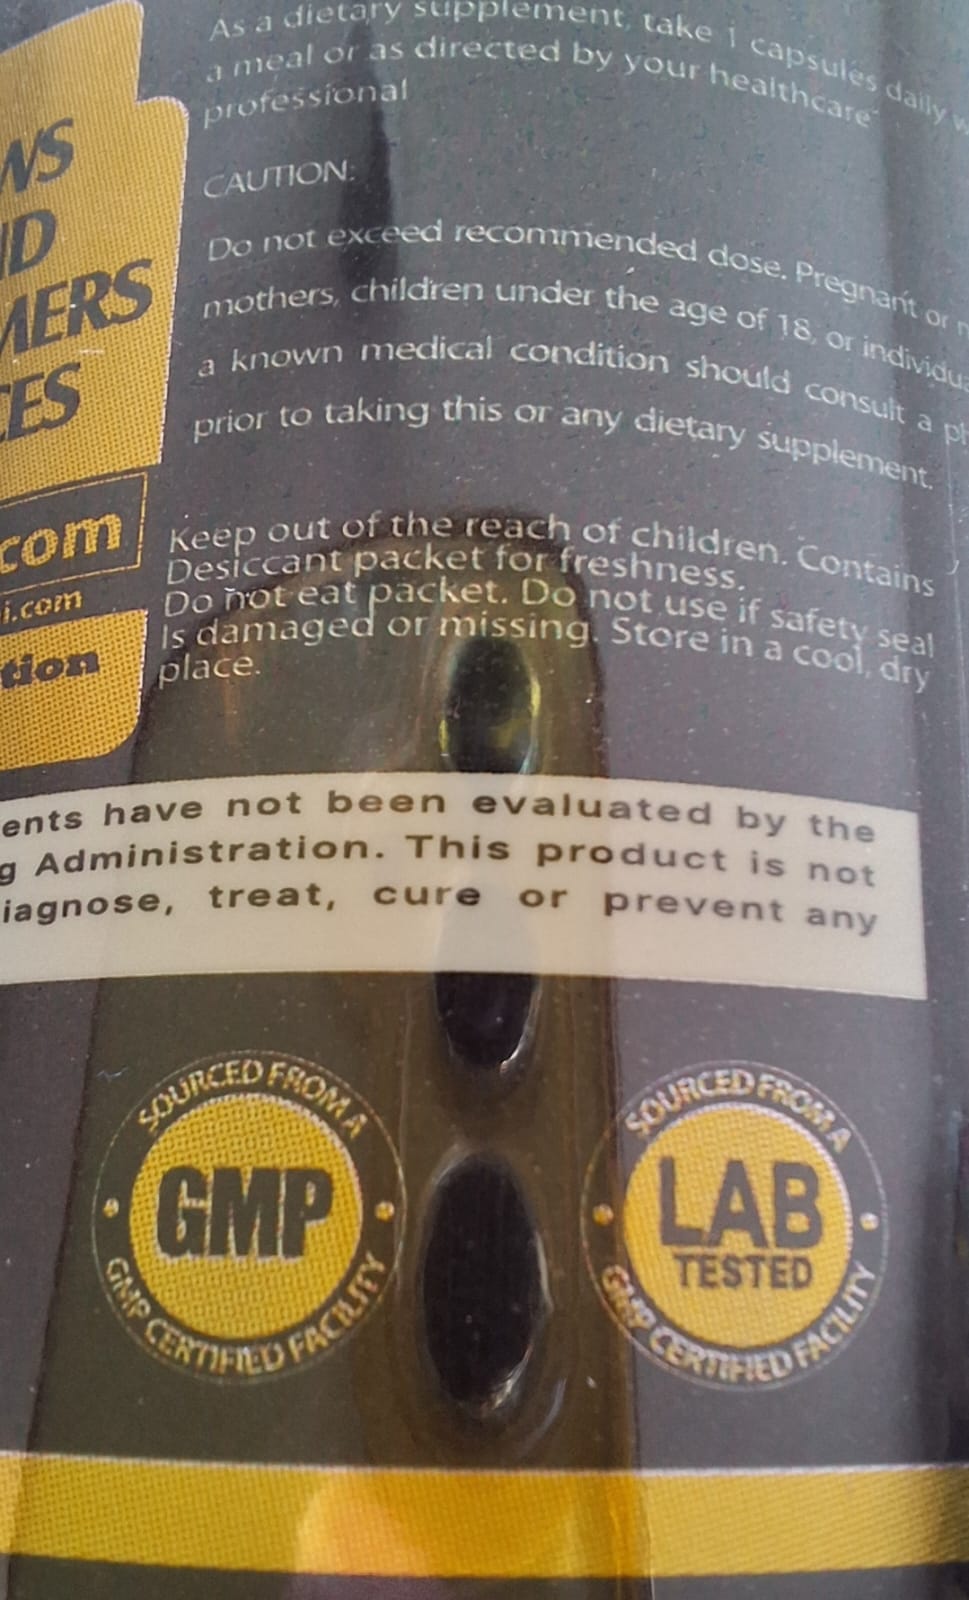 As a dietary supplement, take 1 capsules daily
a meal or as directed by your healthcare
professional
CAUTION:
Do not exceed recommended dose. Pregnant or
mothers, children under the age of 18, or
a known medical condition should consult a
prior to taking this or any dietary supplement.
Keep out of the reach of children. Contains
Desiccant packet for freshness.
Do not eat packet. Do not use if safety seal
Is damaged or missing. Store in a cool, dry
place.
WS
ND
MERS
CES
.com
i.com
tion
ents have not been evaluated by the
g Administration. This product is not
iagnose, treat, cure or prevent any
SOURCED FROM A
GMP
GMP CERTIFIED FACILITY
SOURCED FROM A
LAB
TESTED
GMP CERTIFIED FACILITY